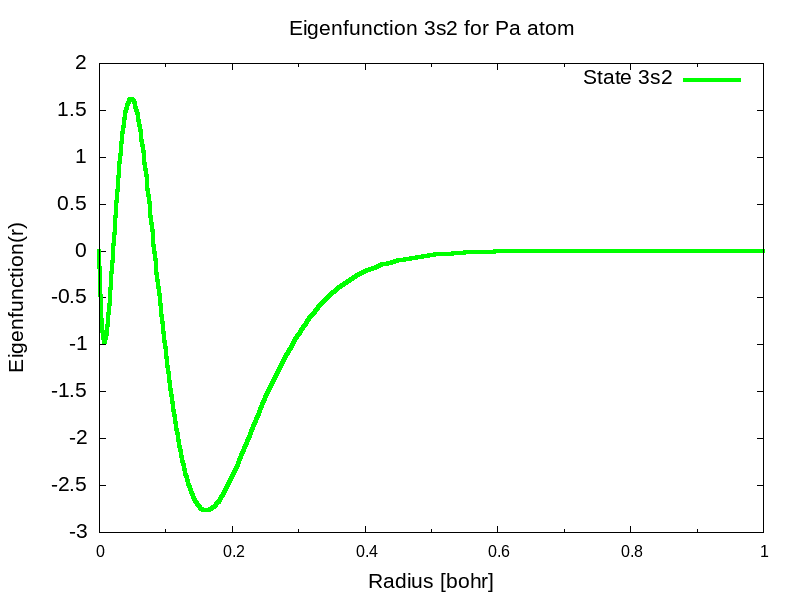 Eigenfunction 3s2 for Pa atom
State 3s2
2
1.5
1
0.5
0
-0.5
-1
-1.5
-2
-2.5
-3
Eigenfunction(r)
0 0.2 0.4 0.6 0.8 1
Radius [bohr]